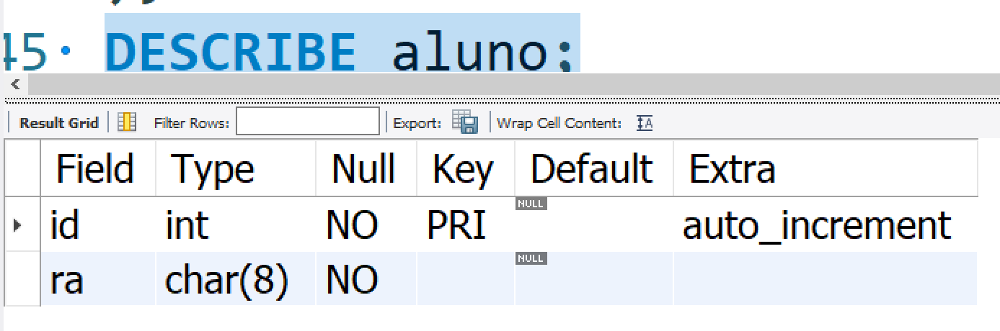 45 DESCRIBE aluno;
Result Grid Filter Rows: Export: Wrap Cell Content: IA
Field Type Null Key Default Extra
id int NO PRI NULL auto_increment
ra char(8) NO NULL